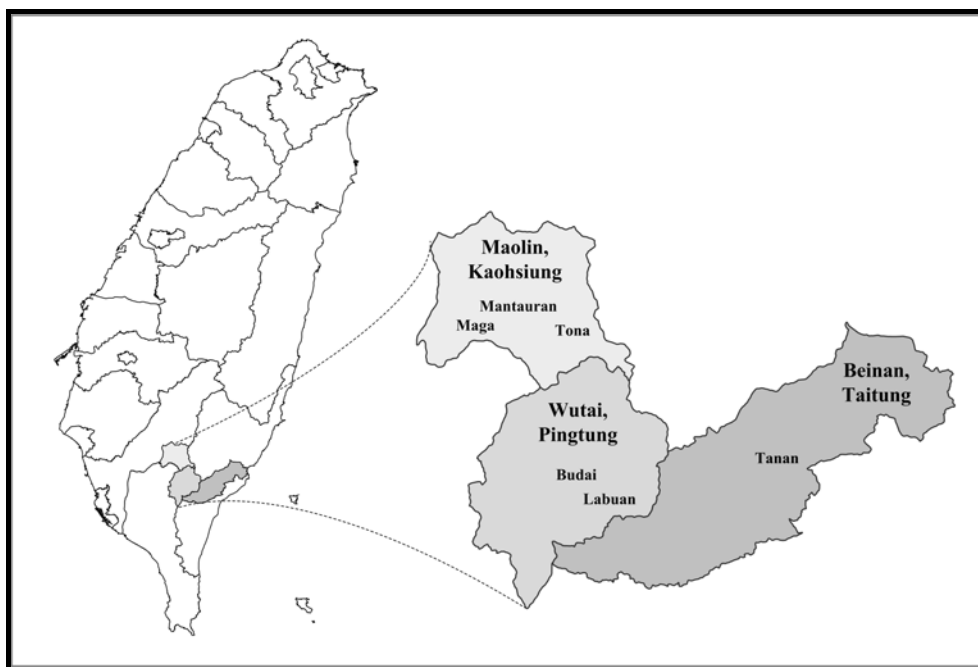 Maolin,
Kaohsiung
Mantauran
Maga
Tona
Beinan,
Taitung
Wutai,
Pingtung
Tanan
Budai
Labuan